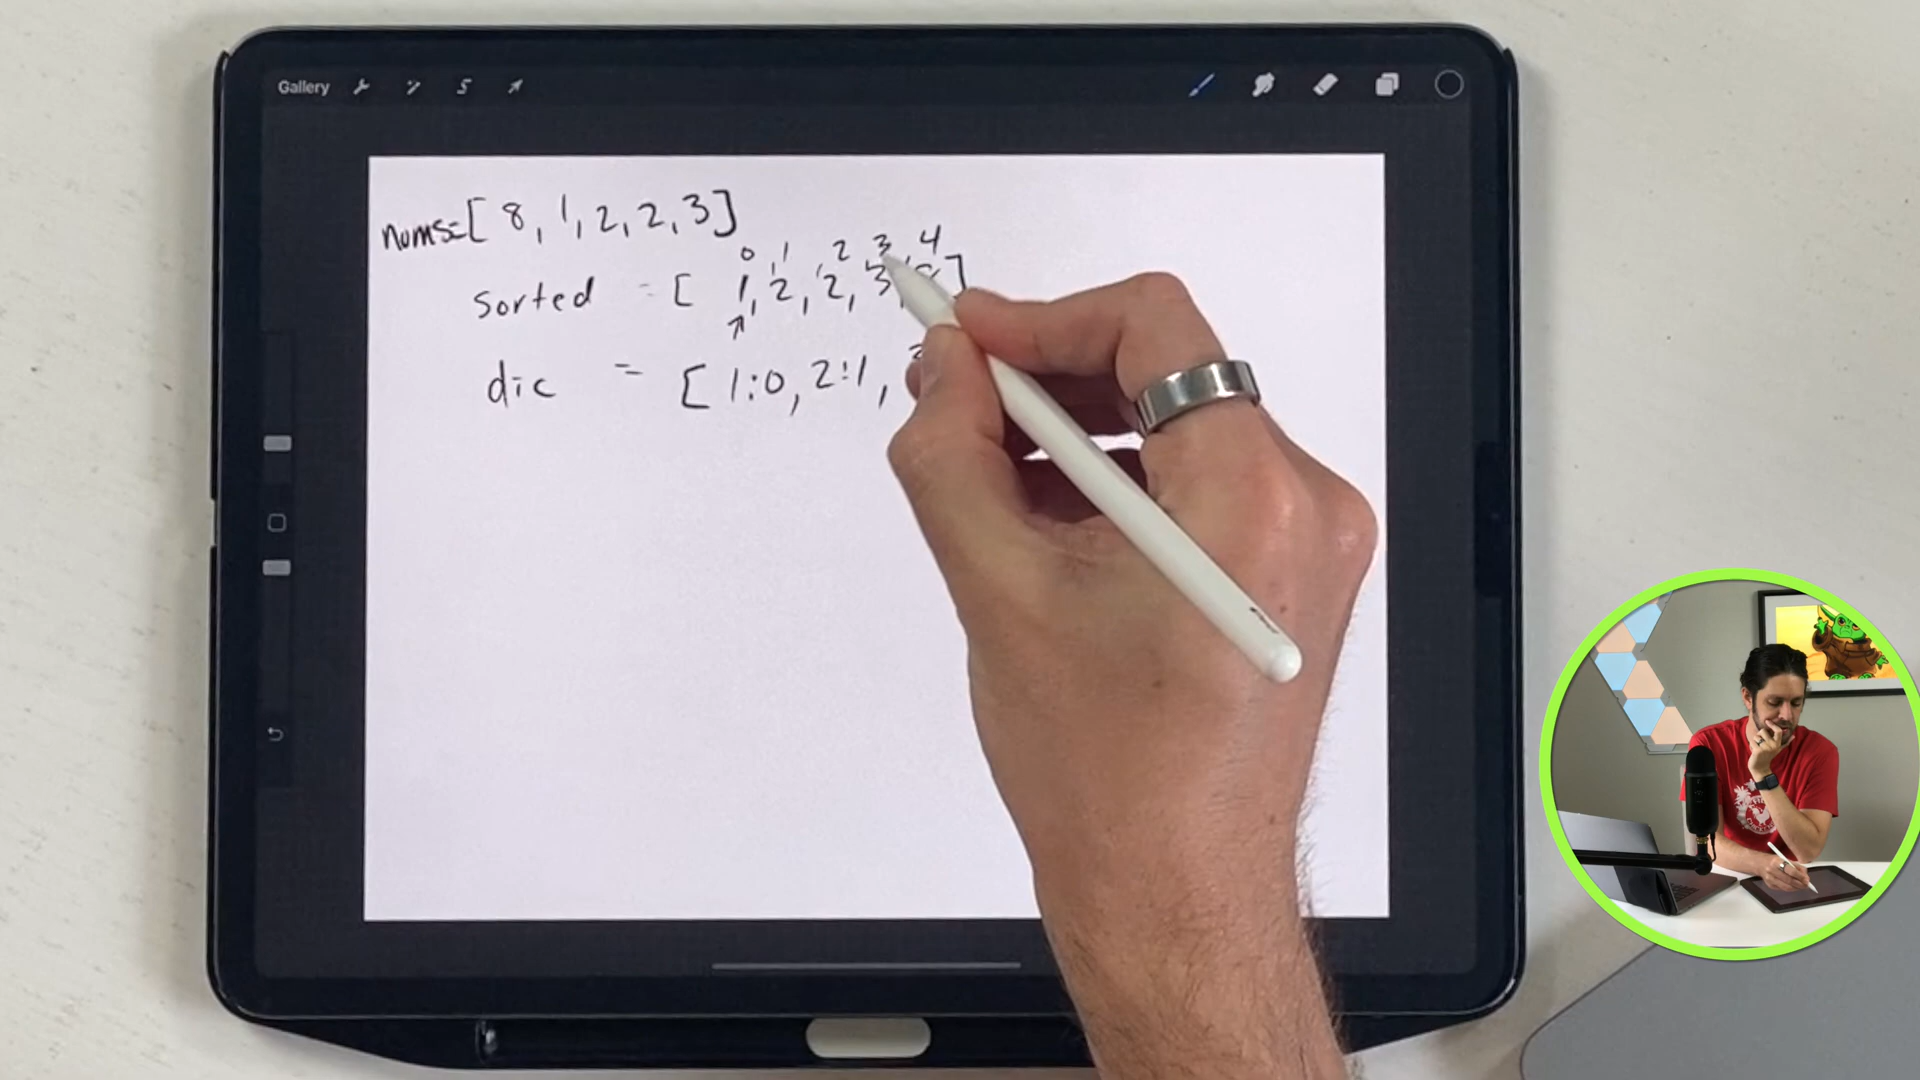 Gallery
nums=[ 8, 1, 2, 2, 3]
0 1 2 3 4
sorted = [ 1, 2, 2, 3, ]
dic = [ 1:0, 2:1,